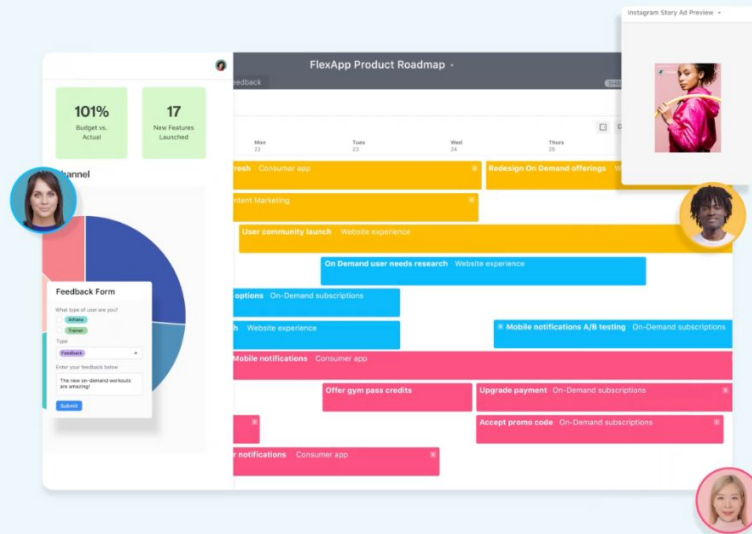 Instagram Story Ad Preview
FlexApp Product Roadmap
eedback
101%
Budget vs.
Actual
17
New Features
Launched
hannel
Mon
22
Tues
23
Wed
24
Thurs
25
resh Consumer app
Redesign On Demand offerings W
ntent Marketing
User community launch Website experience
On Demand user needs research Website experience
options On-Demand subscriptions
h Website experience
Mobile notifications A/B testing On-Demand subscriptions
Mobile notifications Consumer app
Offer gym pass credits
Upgrade payment On-Demand subscriptions
Accept promo code On-Demand subscriptions
r notifications Consumer app
Feedback Form
What type of user are you?
Athlete
Trainer
Type
Feedback
Enter your feedback below
The new on-demand workouts
are amazing!
Submit